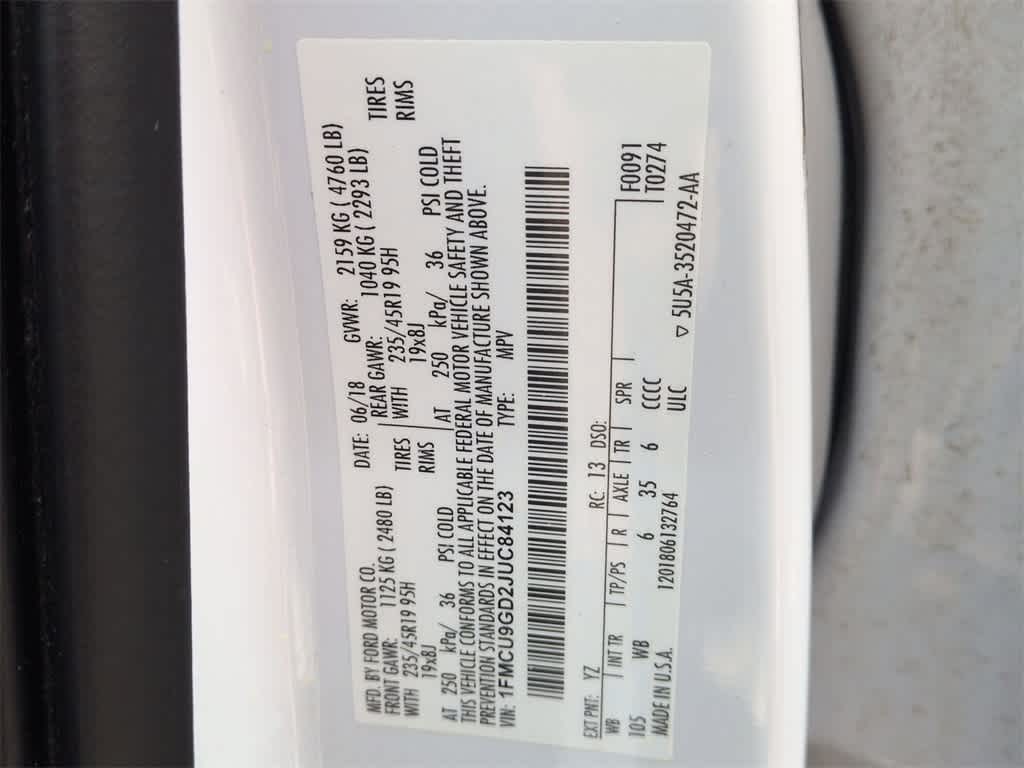 MFD. BY FORD MOTOR CO. DATE: 06/18 GVWR: 2159 KG ( 4760 LB)
FRONT GAWR: 1125 KG ( 2480 LB) REAR GAWR: 1040 KG ( 2293 LB)
WITH 235/45R19 95H TIRES WITH 235/45R19 95H TIRES
19x8J RIMS 19x8J RIMS
AT 250 kPa/ 36 PSI COLD AT 250 kPa/ 36 PSI COLD
THIS VEHICLE CONFORMS TO ALL APPLICABLE FEDERAL MOTOR VEHICLE SAFETY AND THEFT
PREVENTION STANDARDS IN EFFECT ON THE DATE OF MANUFACTURE SHOWN ABOVE.
VIN: 1FMCU9GD2JUC84123 TYPE: MPV
EXT PNT: YZ RC: 13 DSO: F0091
WB INT TR TP/PS R AXLE TR SPR T0274
105 WB 6 35 6 CCCC
MADE IN U.S.A. 1201806132764 ULC ▽ 5U5A-3520472-AA